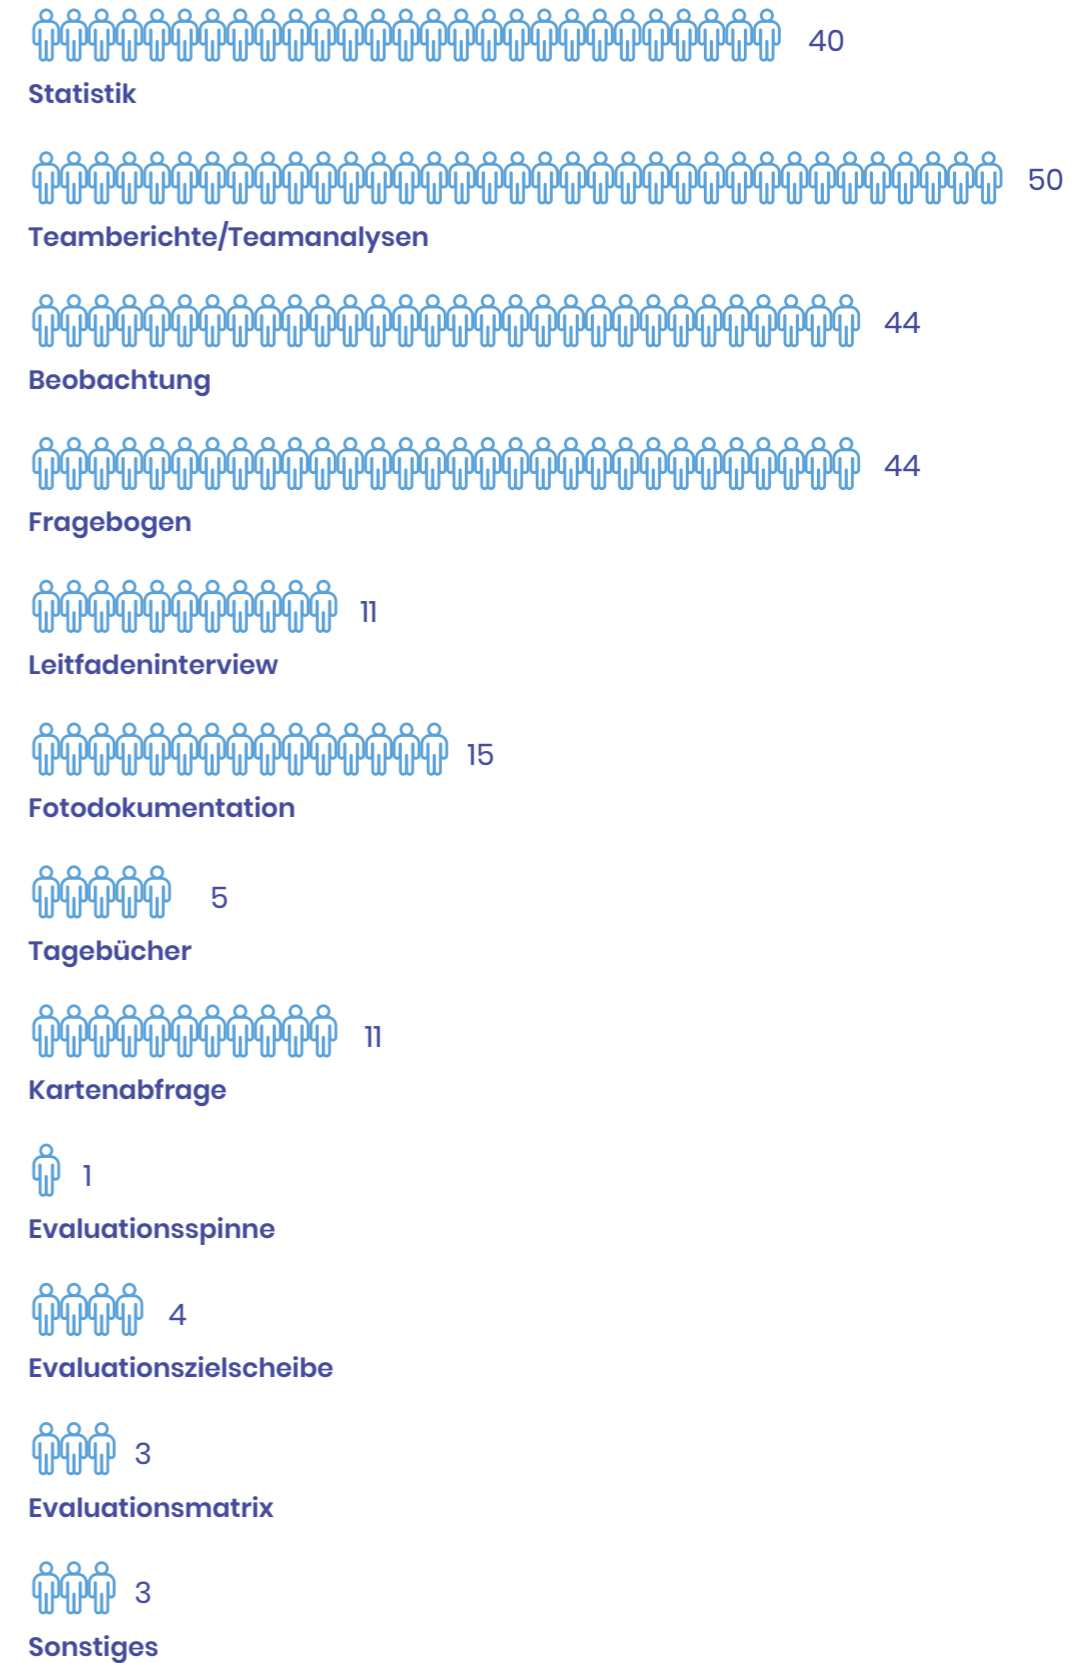 40
Statistik
50
Teamberichte/Teamanalysen
44
Beobachtung
44
Fragebogen
11
Leitfadeninterview
15
Fotodokumentation
5
Tagebücher
11
Kartenabfrage
1
Evaluationsspinne
4
Evaluationszielscheibe
3
Evaluationsmatrix
3
Sonstiges